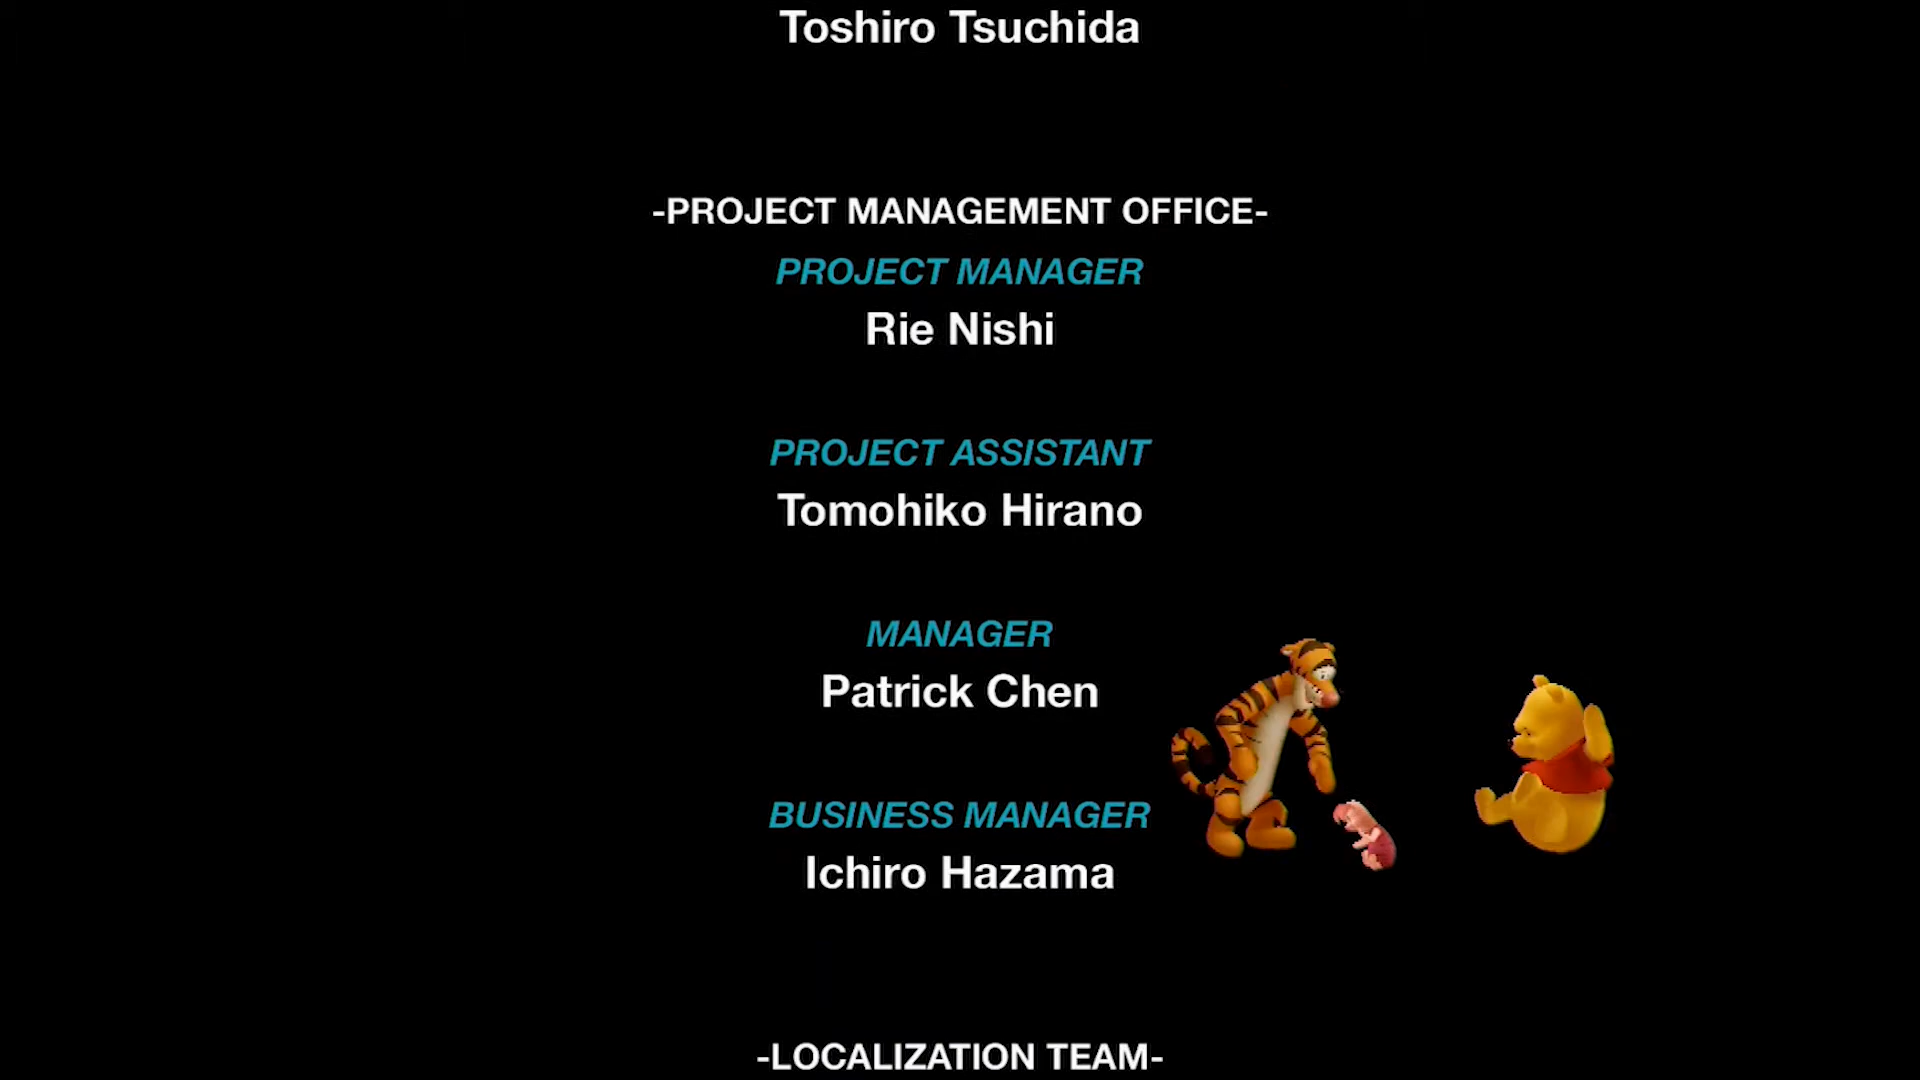 Toshiro Tsuchida
-PROJECT MANAGEMENT OFFICE-
PROJECT MANAGER
Rie Nishi
PROJECT ASSISTANT
Tomohiko Hirano
MANAGER
Patrick Chen
BUSINESS MANAGER
Ichiro Hazama
-LOCALIZATION TEAM-